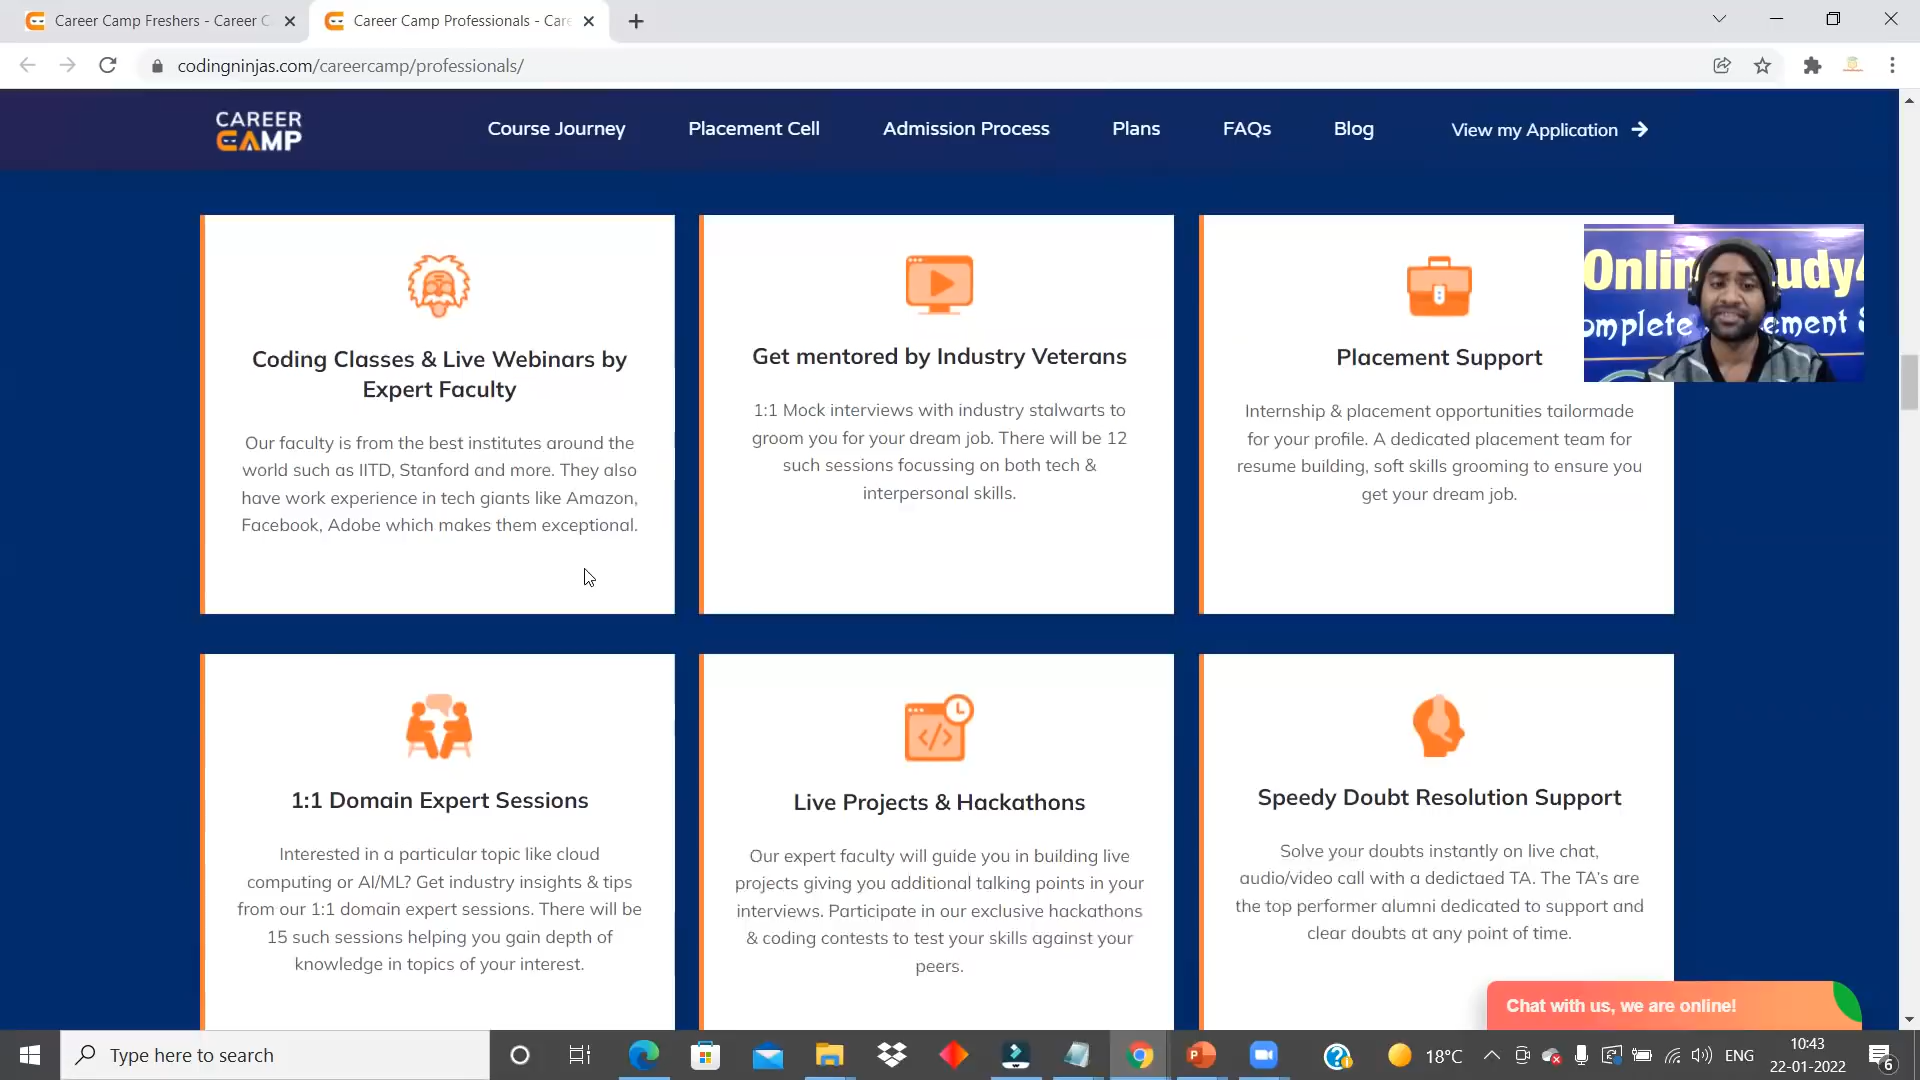 Career Camp Freshers - Career C
Career Camp Professionals - Care
codingninjas.com/careercamp/professionals/
CAREER
CAMP
Course Journey
Placement Cell
Admission Process
Plans
FAQs
Blog
View my Application
Coding Classes & Live Webinars by
Expert Faculty
Our faculty is from the best institutes around the
world such as IITD, Stanford and more. They also
have work experience in tech giants like Amazon,
Facebook, Adobe which makes them exceptional.
Get mentored by Industry Veterans
1:1 Mock interviews with industry stalwarts to
groom you for your dream job. There will be 12
such sessions focussing on both tech &
interpersonal skills.
Placement Support
Internship & placement opportunities tailormade
for your profile. A dedicated placement team for
resume building, soft skills grooming to ensure you
get your dream job.
Onlin udy4
omplete ement S
1:1 Domain Expert Sessions
Interested in a particular topic like cloud
computing or AI/ML? Get industry insights & tips
from our 1:1 domain expert sessions. There will be
15 such sessions helping you gain depth of
knowledge in topics of your interest.
Live Projects & Hackathons
Our expert faculty will guide you in building live
projects giving you additional talking points in your
interviews. Participate in our exclusive hackathons
& coding contests to test your skills against your
peers.
Speedy Doubt Resolution Support
Solve your doubts instantly on live chat,
audio/video call with a dedictaed TA. The TA's are
the top performer alumni dedicated to support and
clear doubts at any point of time.
Chat with us, we are online!
Type here to search
18°C
ENG
10:43
22-01-2022
6